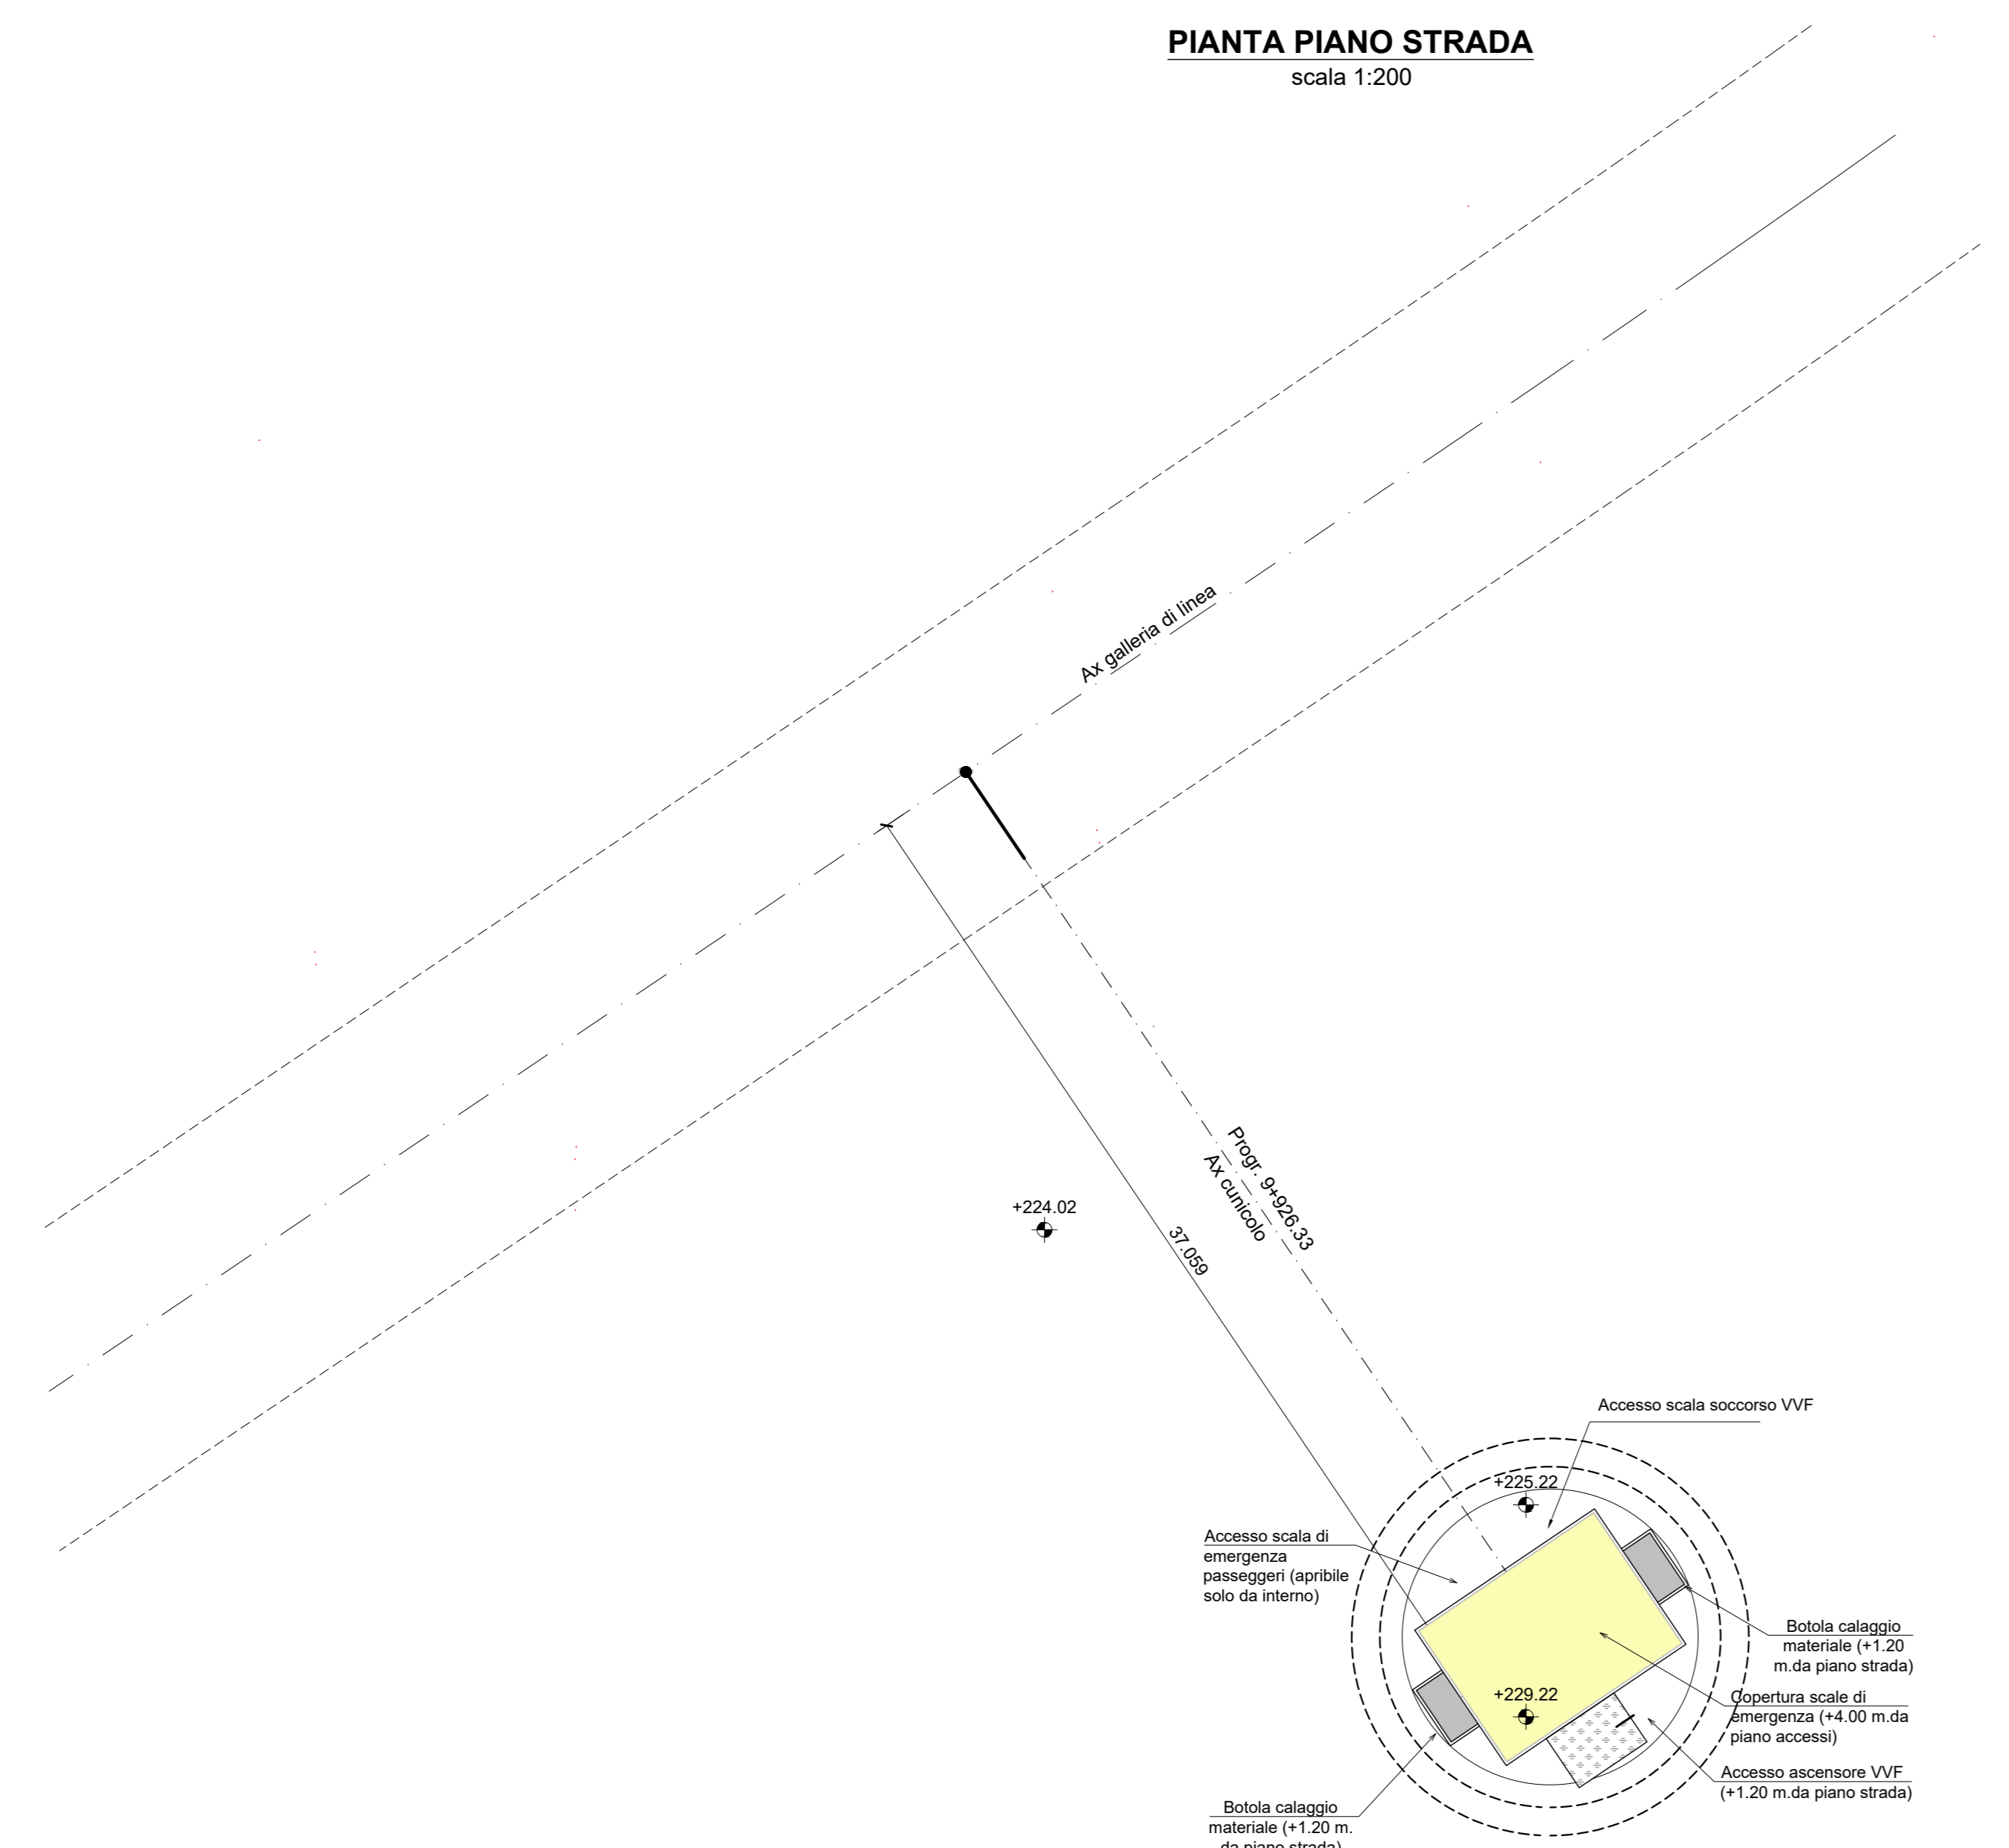 PIANTA PIANO STRADA
scala 1:200
Ax galleria di linea
Progr. 9+926.33
Ax cunicolo
+224.02
37.059
Accesso scala soccorso VVF
+225.22
Accesso scala di
emergenza
passeggeri (apribile
solo da interno)
Botola calaggio
materiale (+1.20
m.da piano strada)
+229.22
Copertura scale di
emergenza (+4.00 m.da
piano accessi)
Accesso ascensore VVF
(+1.20 m.da piano strada)
Botola calaggio
materiale (+1.20 m.
da piano strada)